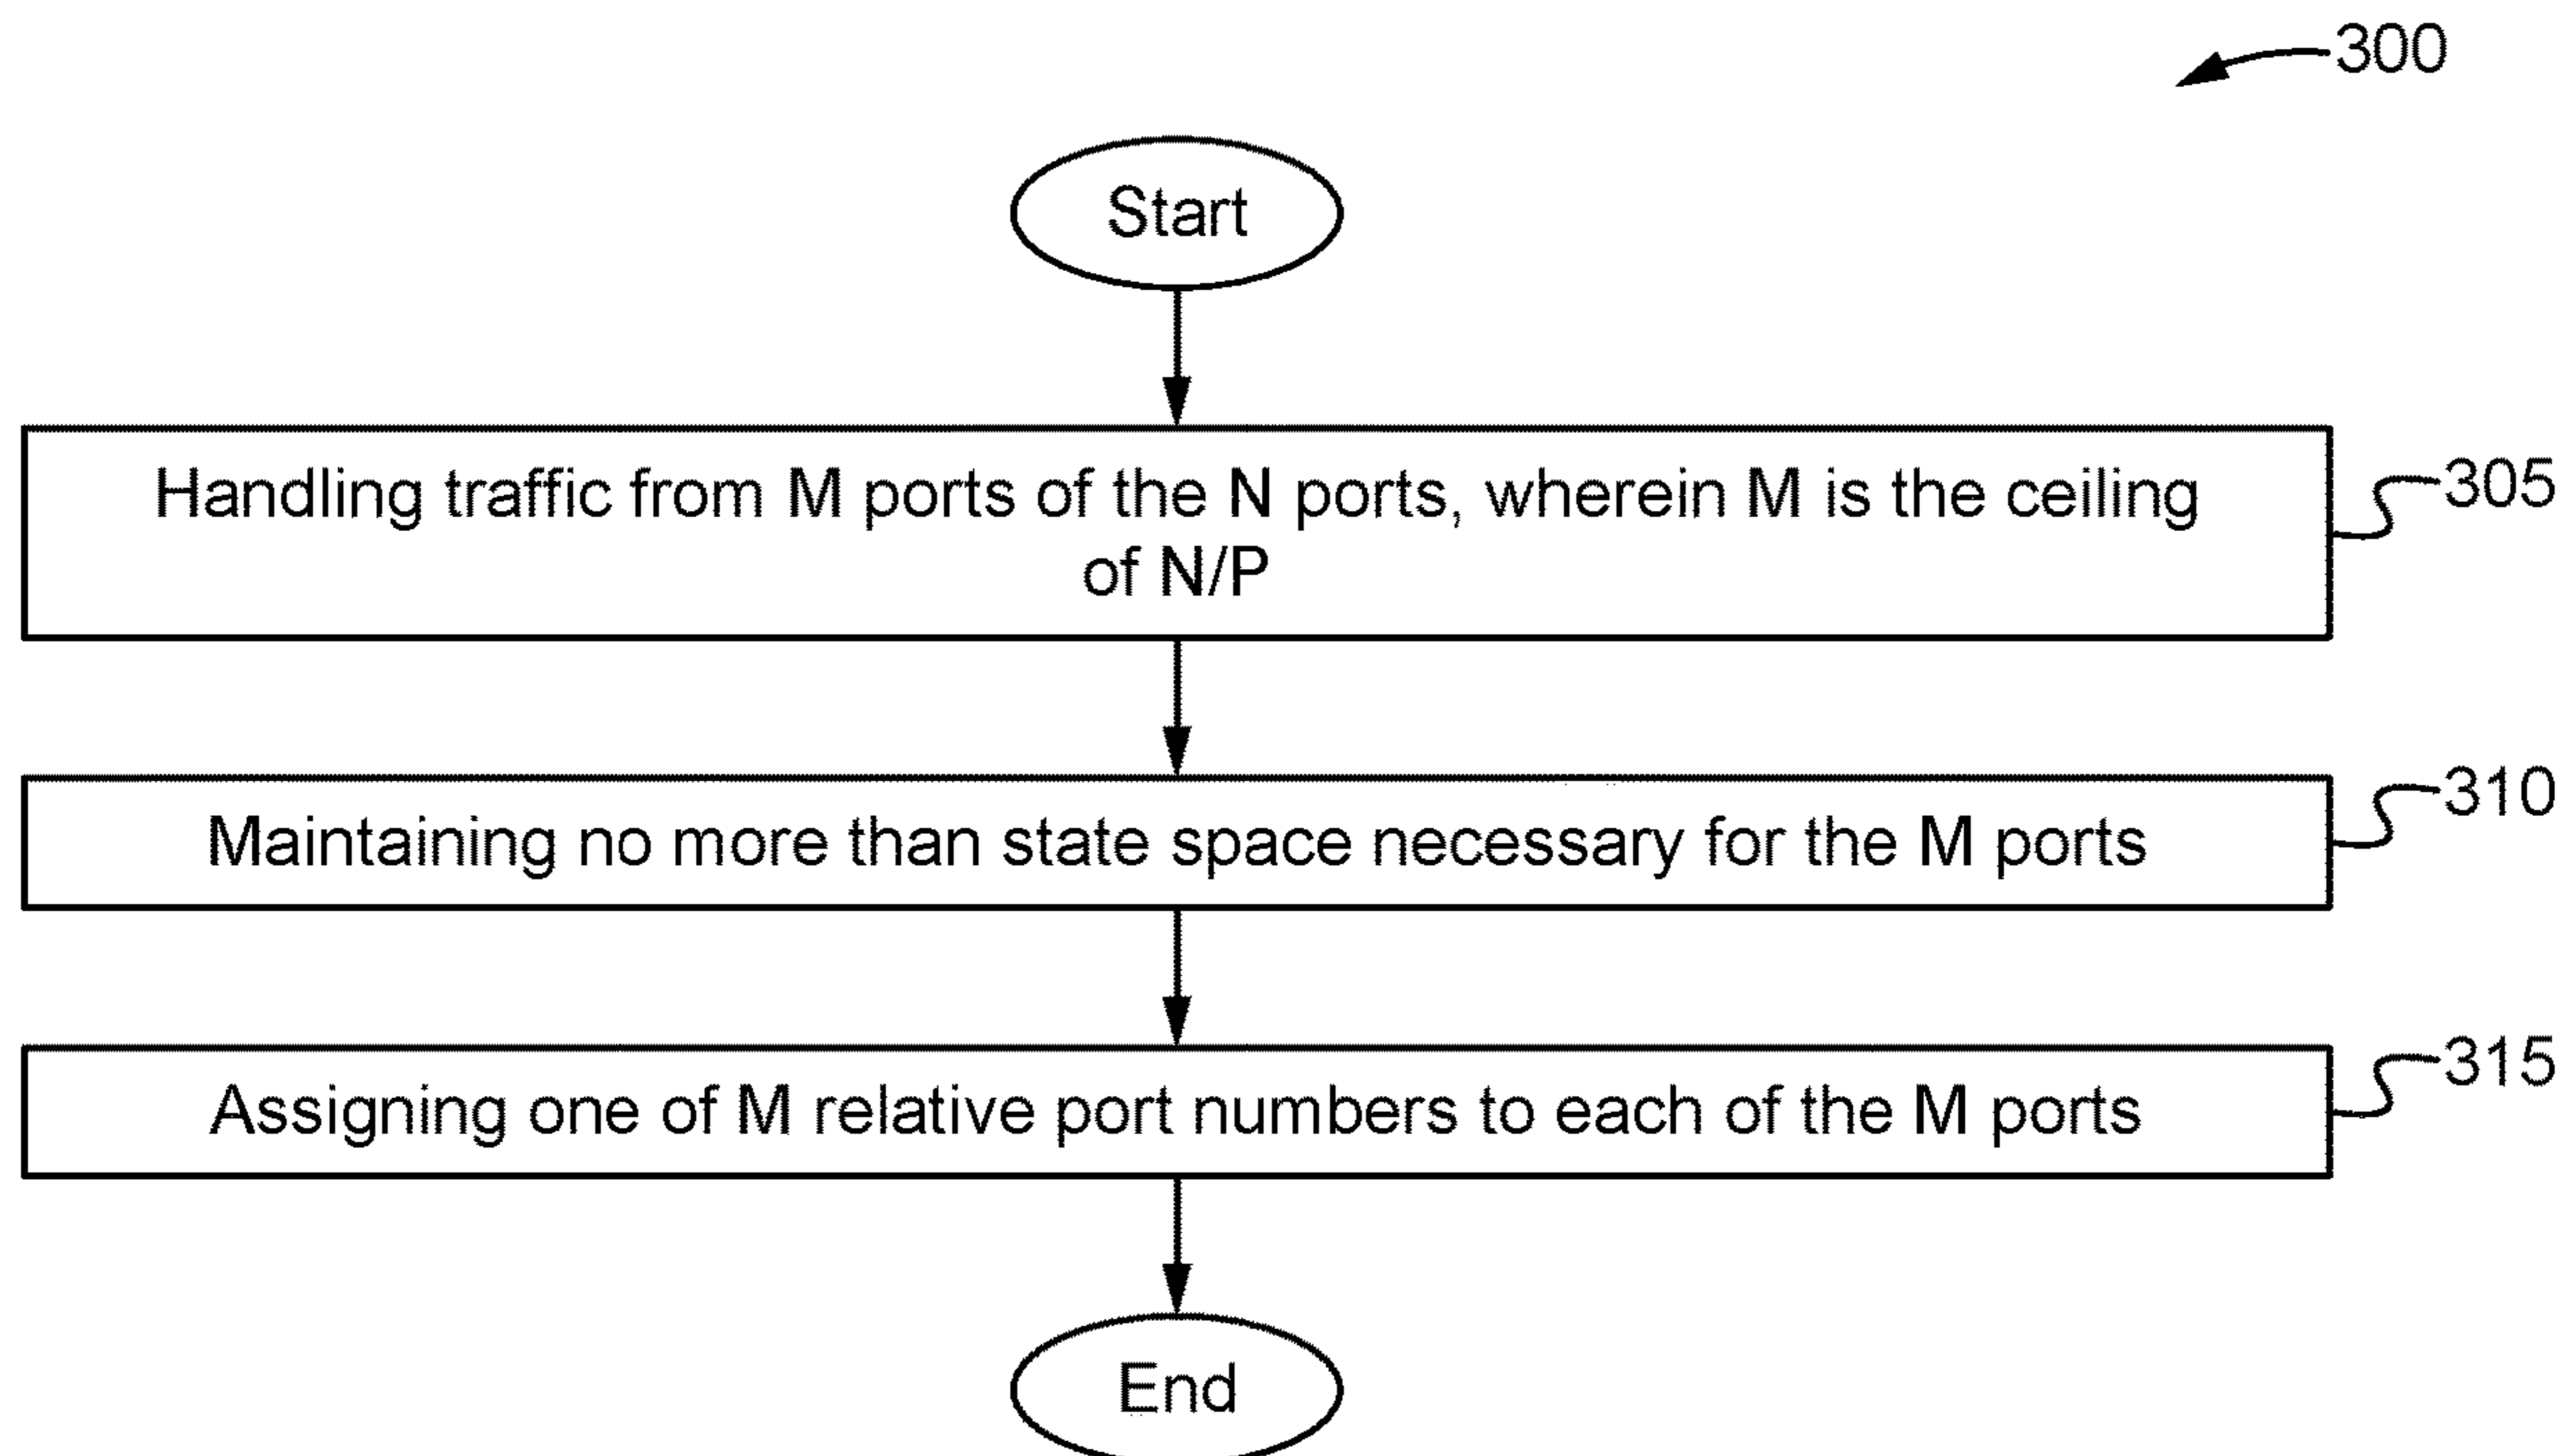 300
Start
Handling traffic from M ports of the N ports, wherein M is the ceiling
of N/P
305
Maintaining no more than state space necessary for the M ports
310
Assigning one of M relative port numbers to each of the M ports
315
End